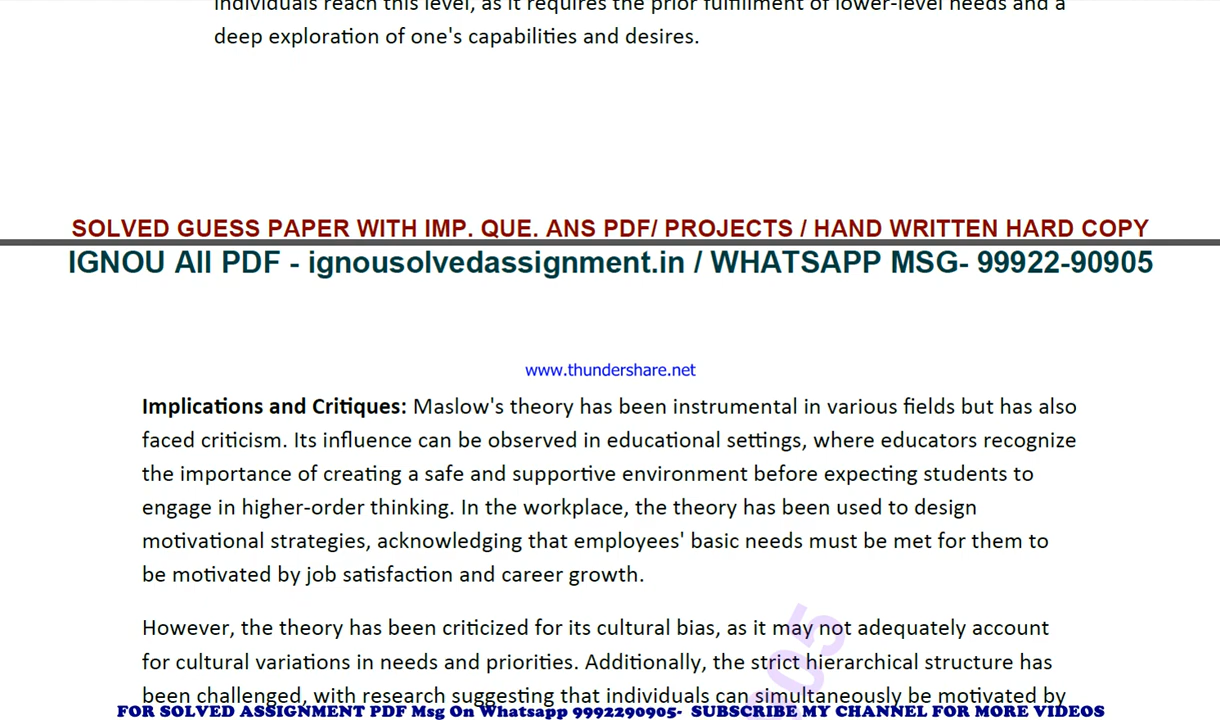 individuals reach this level, as it requires the prior fulfillment of lower-level needs and a
deep exploration of one's capabilities and desires.
SOLVED GUESS PAPER WITH IMP. QUE. ANS PDF/ PROJECTS / HAND WRITTEN HARD COPY
IGNOU All PDF - ignousolvedassignment.in / WHATSAPP MSG- 99922-90905
www.thundershare.net
Implications and Critiques: Maslow's theory has been instrumental in various fields but has also
faced criticism. Its influence can be observed in educational settings, where educators recognize
the importance of creating a safe and supportive environment before expecting students to
engage in higher-order thinking. In the workplace, the theory has been used to design
motivational strategies, acknowledging that employees' basic needs must be met for them to
be motivated by job satisfaction and career growth.
However, the theory has been criticized for its cultural bias, as it may not adequately account
for cultural variations in needs and priorities. Additionally, the strict hierarchical structure has
been challenged, with research suggesting that individuals can simultaneously be motivated by
905
FOR SOLVED ASSIGNMENT PDF Msg On Whatsapp 9992290905- SUBSCRIBE MY CHANNEL FOR MORE VIDEOS